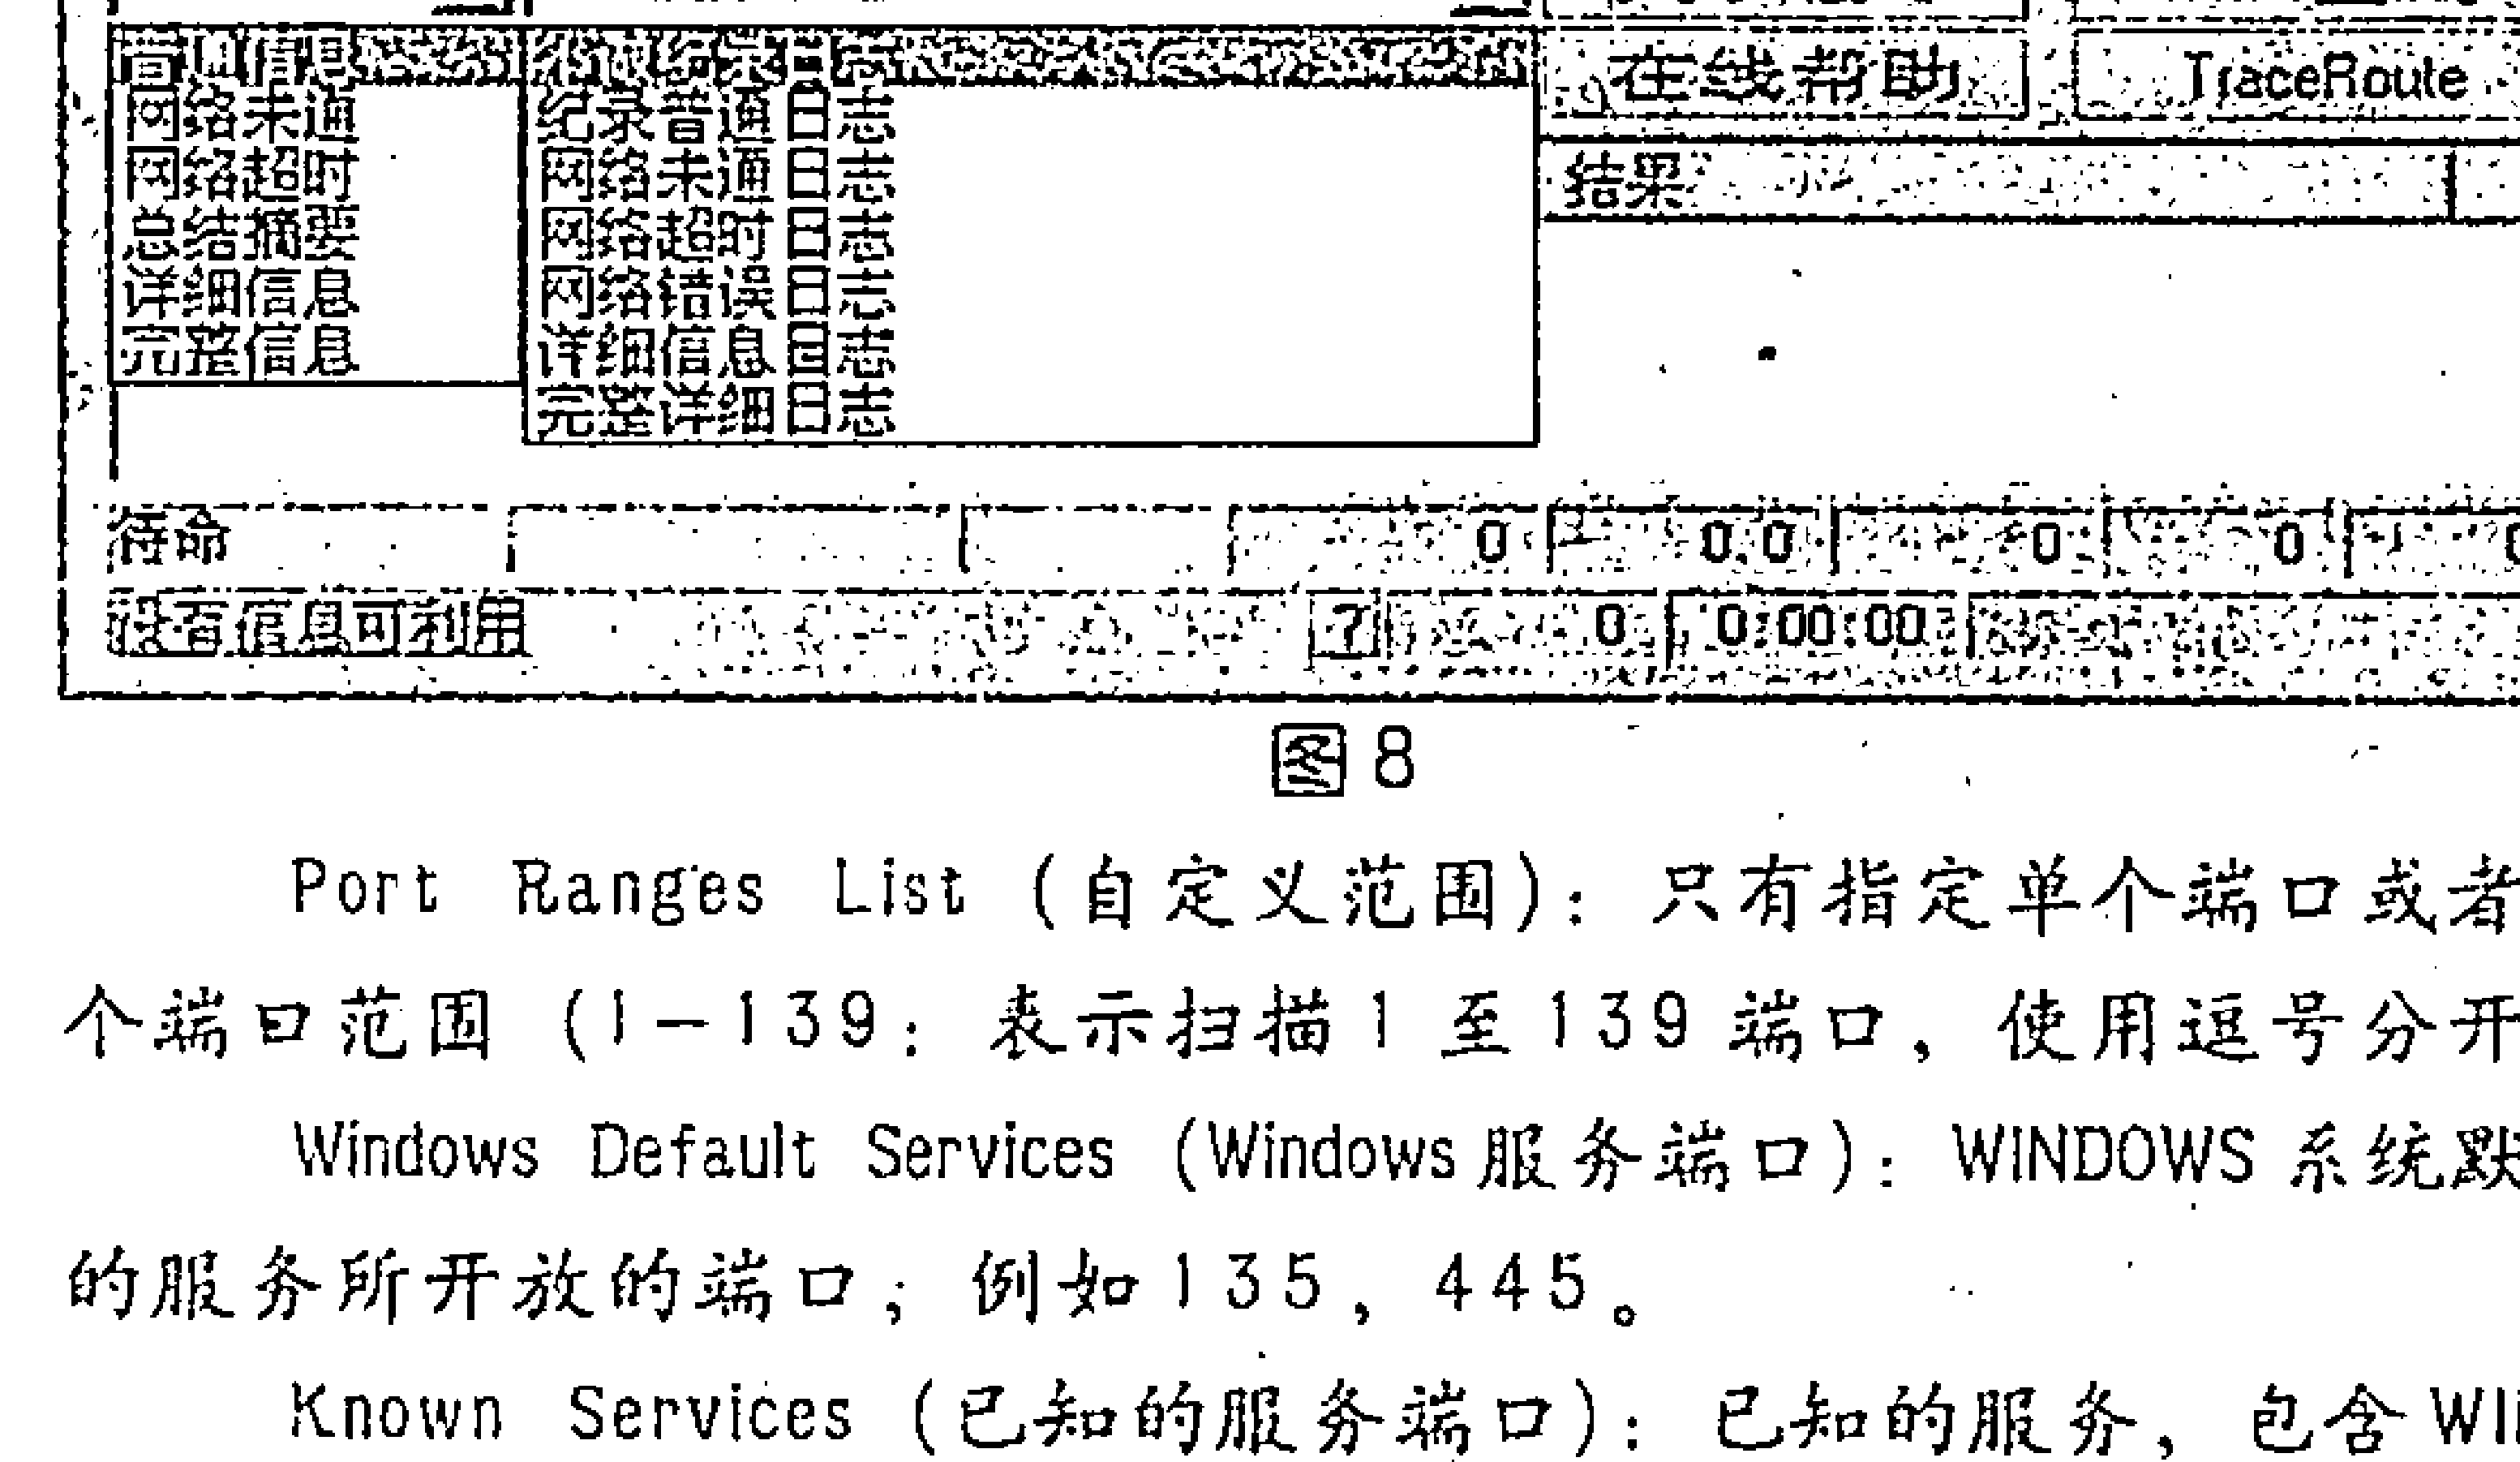 普通信息
网络未通
网络超时
总结摘要
详细信息
完整信息
日志
纪录普通日志
网络未通日志
网络超时日志
网络错误日志
详细信息日志
完整详细日志
在线帮助 TraceRoute
结果
待命 0 0.0 0 0
没有信息可利用 ? 0 0:00:00
图8
Port Ranges List（自定义范围）：只有指定单个端口或者
个端口范围（1-139：表示扫描1至139端口，使用逗号分开
Windows Default Services（Windows服务端口）：WINDOWS系统默
的服务所开放的端口；例如135，445。
Known Services（已知的服务端口）：已知的服务，包含WI